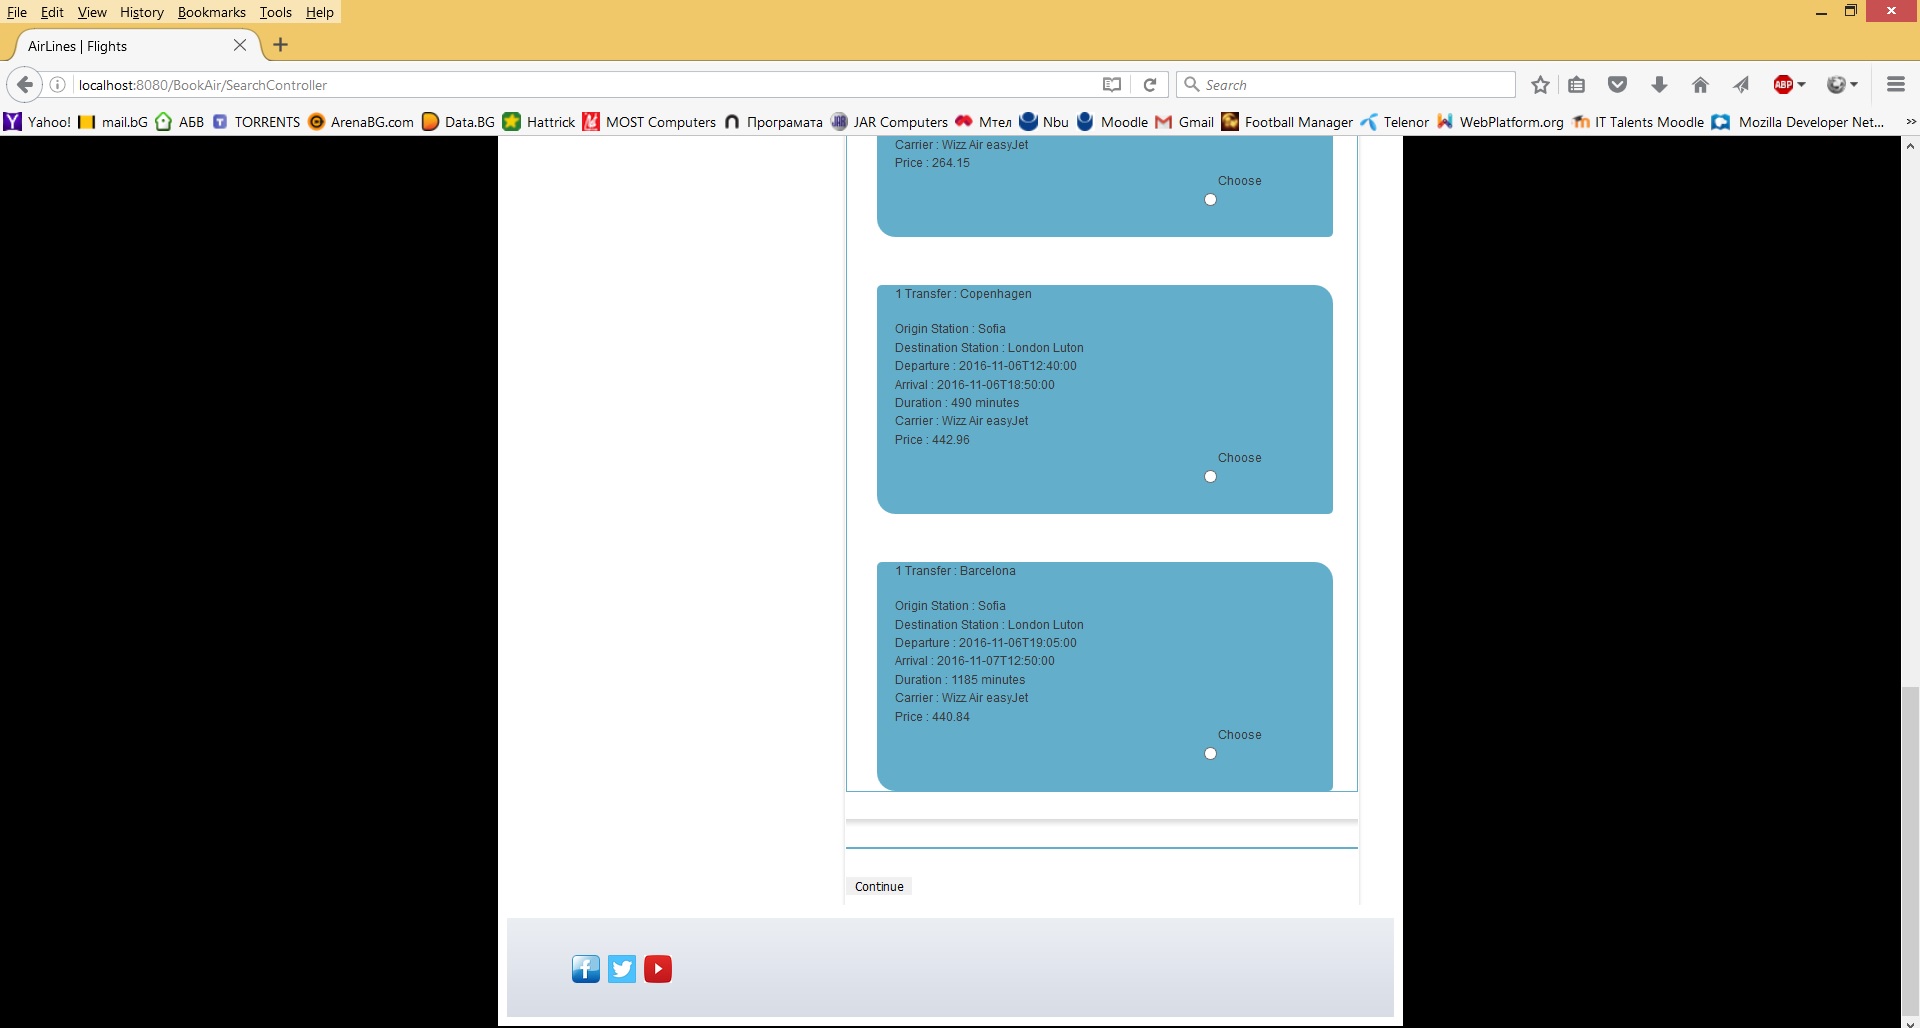 File Edit View History Bookmarks Tools Help
AirLines | Flights
localhost:8080/BookAir/SearchController
Search
ABP
Yahoo! mail.bG АБВ TORRENTS ArenaBG.com Data.BG Hattrick MOST Computers Програмата JAR Computers Мтел Nbu Moodle Gmail Football Manager Telenor WebPlatform.org IT Talents Moodle Mozilla Developer Net...
Carrier : Wizz Air easyJet
Price : 264.15
Choose
1 Transfer : Copenhagen
Origin Station : Sofia
Destination Station : London Luton
Departure : 2016-11-06T12:40:00
Arrival : 2016-11-06T18:50:00
Duration : 490 minutes
Carrier : Wizz Air easyJet
Price : 442.96
Choose
1 Transfer : Barcelona
Origin Station : Sofia
Destination Station : London Luton
Departure : 2016-11-06T19:05:00
Arrival : 2016-11-07T12:50:00
Duration : 1185 minutes
Carrier : Wizz Air easyJet
Price : 440.84
Choose
Continue